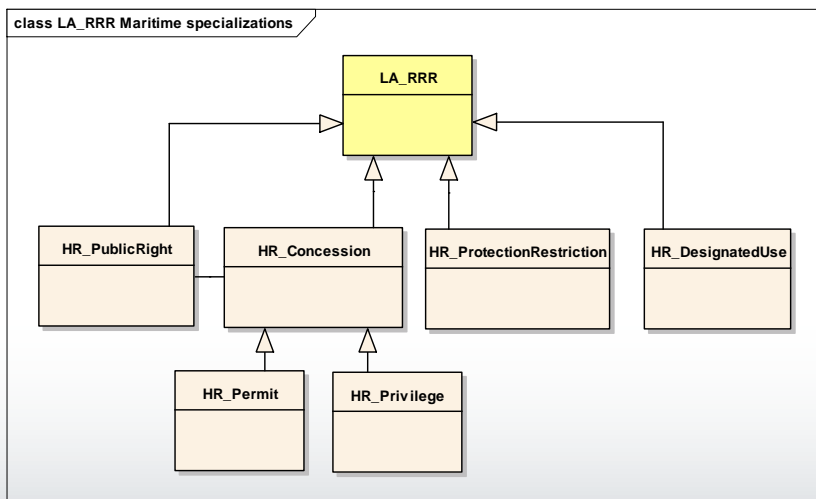 class LA_RRR Maritime specializations
LA_RRR
HR_PublicRight
HR_Concession
HR_ProtectionRestriction
HR_DesignatedUse
HR_Permit
HR_Privilege